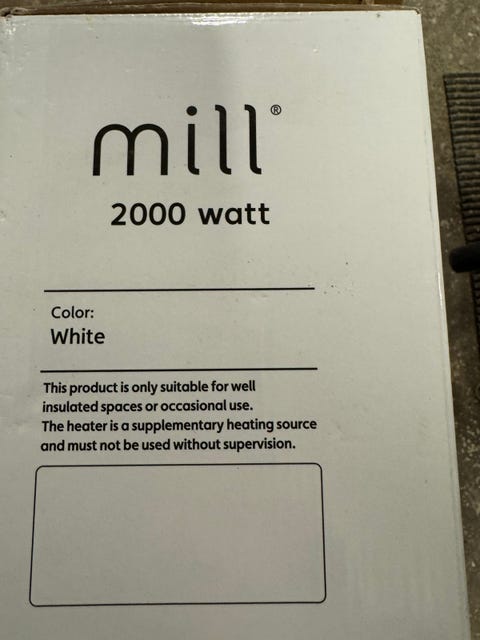 mill®
2000 watt
Color:
White
This product is only suitable for well
insulated spaces or occasional use.
The heater is a supplementary heating source
and must not be used without supervision.